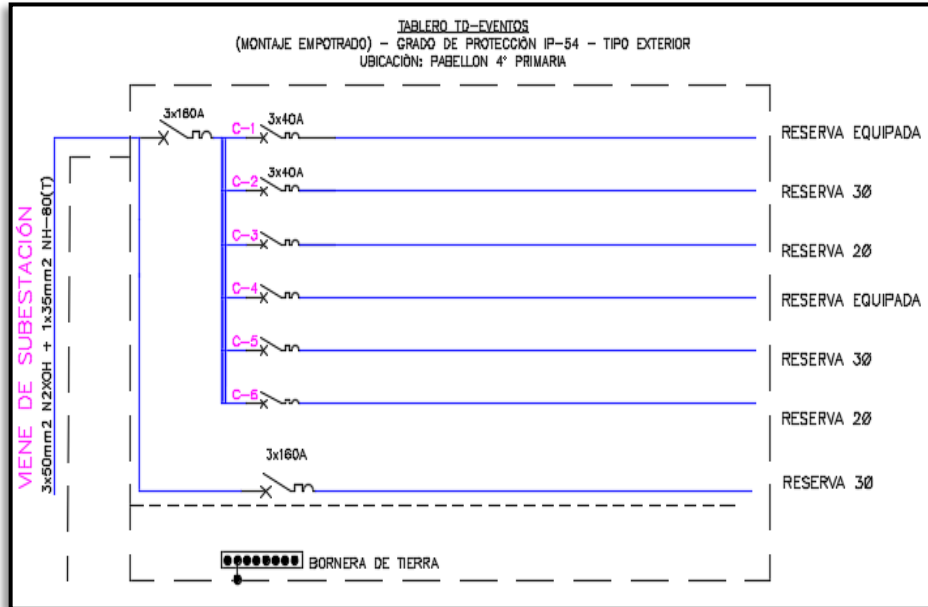 TABLERO TD-EVENTOS
(MONTAJE EMPOTRADO) – GRADO DE PROTECCIÓN IP-54 – TIPO EXTERIOR
UBICACIÓN: PABELLON 4° PRIMARIA
3x160A
C-1
3x40A
RESERVA EQUIPADA
C-2
3x40A
RESERVA 3Ø
C-3
RESERVA 2Ø
C-4
RESERVA EQUIPADA
C-5
RESERVA 3Ø
C-6
RESERVA 2Ø
3x160A
RESERVA 3Ø
BORNERA DE TIERRA
VIENE DE SUBESTACIÓN
3x50mm2 N2XOH + 1x35mm2 NH-80(T)